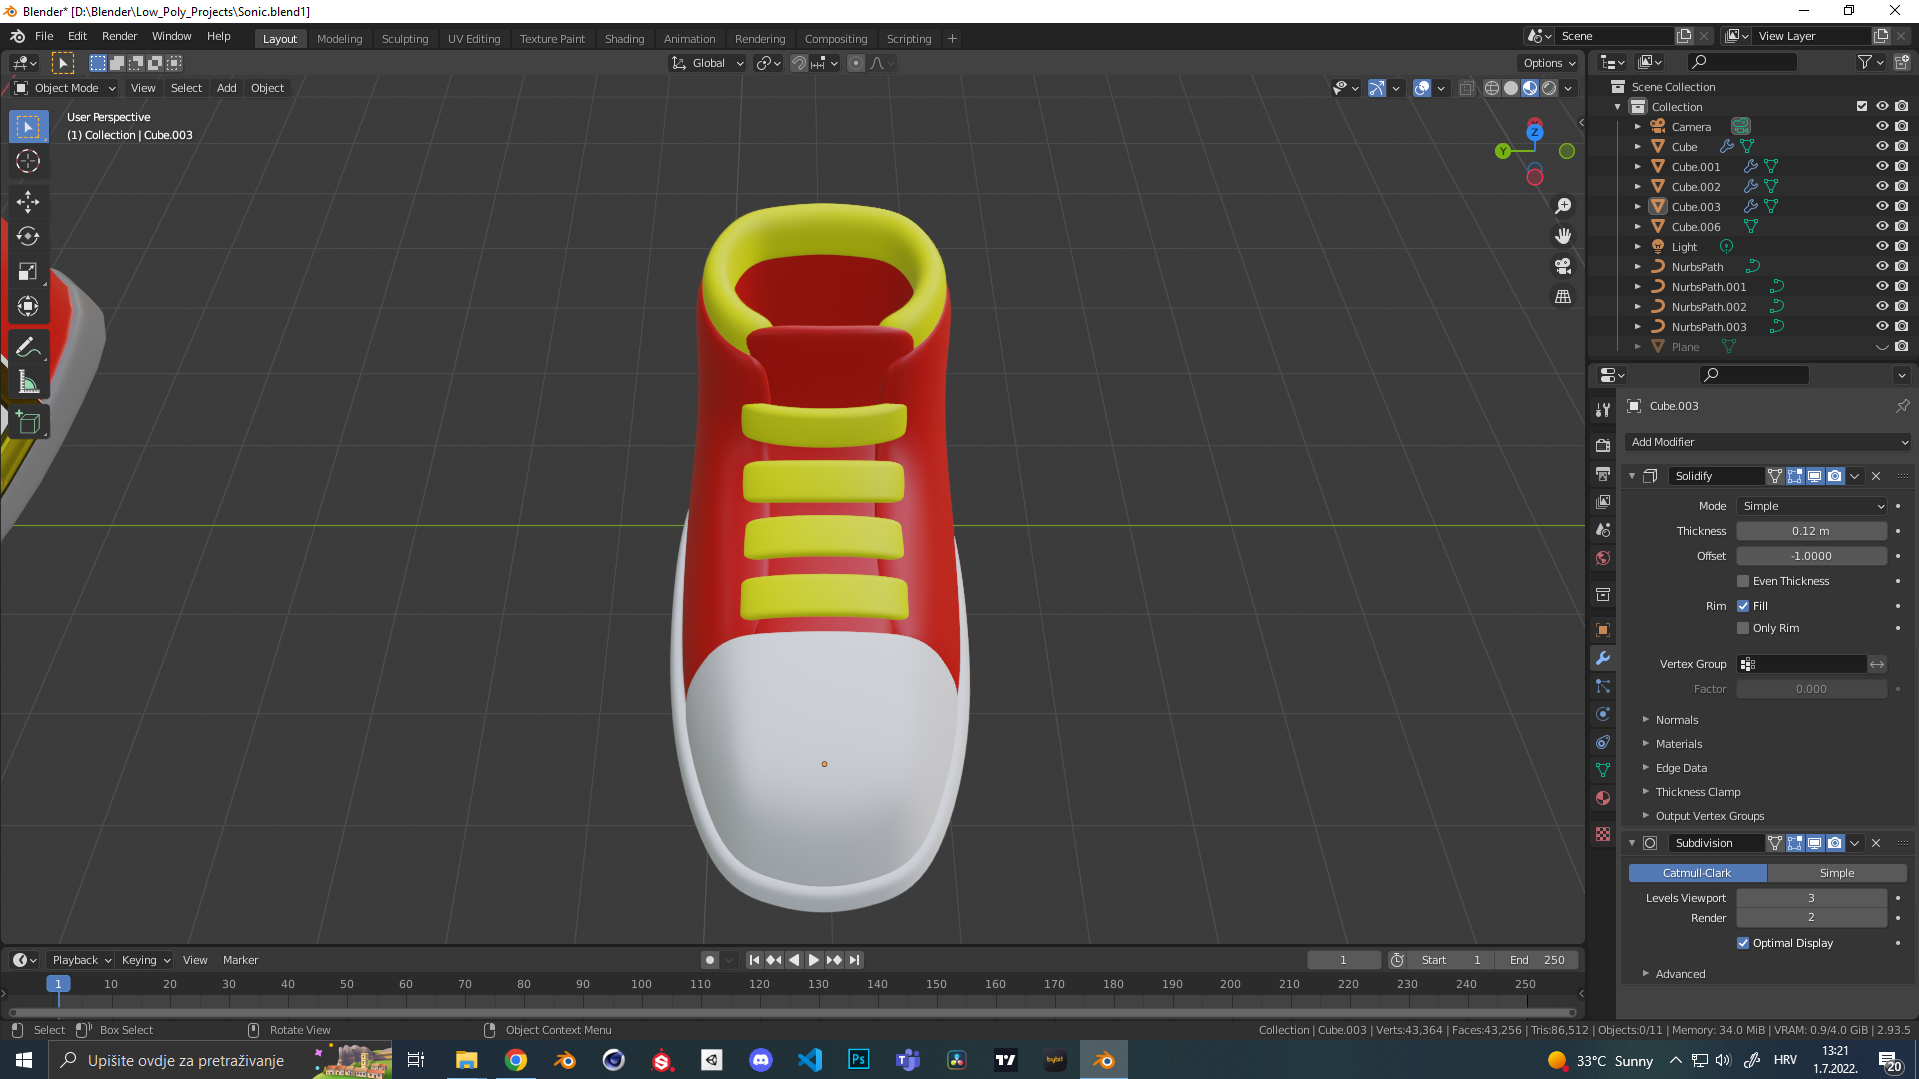 Blender* [D:\Blender\Low_Poly_Projects\Sonic.blend1]
File Edit Render Window Help Layout Modeling Sculpting UV Editing Texture Paint Shading Animation Rendering Compositing Scripting + Scene View Layer
Global Options
Object Mode View Select Add Object
User Perspective
(1) Collection | Cube.003
Z
Y
Scene Collection
Collection
Camera
Cube
Cube.001
Cube.002
Cube.003
Cube.006
Light
NurbsPath
NurbsPath.001
NurbsPath.002
NurbsPath.003
Plane
Cube.003
Add Modifier
Solidify
Mode Simple
Thickness 0.12 m
Offset -1.0000
Even Thickness
Rim Fill
Only Rim
Vertex Group
Factor 0.000
Normals
Materials
Edge Data
Thickness Clamp
Output Vertex Groups
Subdivision
Catmull-Clark Simple
Levels Viewport 3
Render 2
Optimal Display
Advanced
Playback Keying View Marker 1 Start 1 End 250
1 10 20 30 40 50 60 70 80 90 100 110 120 130 140 150 160 170 180 190 200 210 220 230 240 250
Select Box Select Rotate View Object Context Menu Collection | Cube.003 | Verts:43,364 | Faces:43,256 | Tris:86,512 | Objects:0/11 | Memory: 34.0 MiB | VRAM: 0.9/4.0 GiB | 2.93.5
Upišite ovdje za pretraživanje Ps bybit 33°C Sunny HRV 13:21
1.7.2022. 20